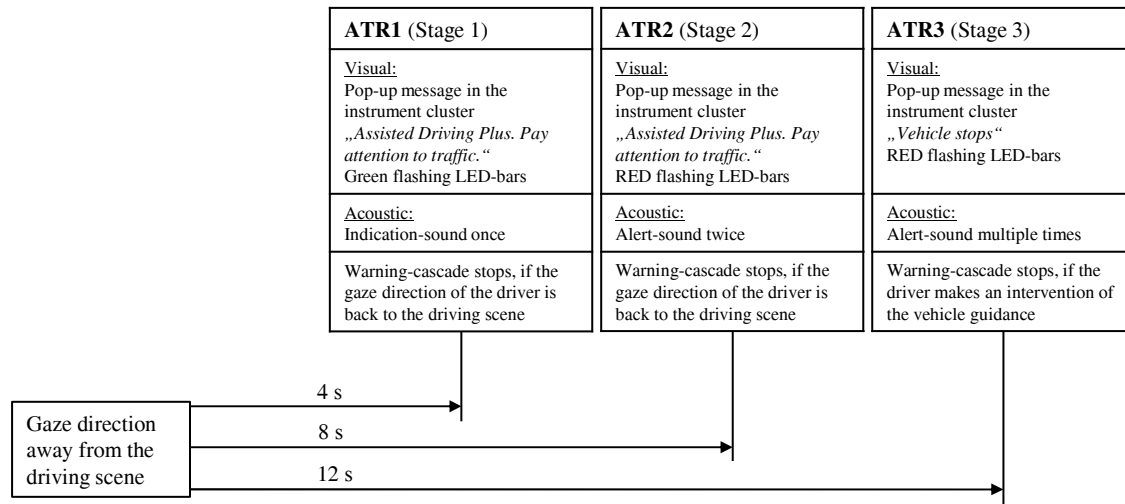 ATR1 (Stage 1)
Visual:
Pop-up message in the
instrument cluster
„Assisted Driving Plus. Pay
attention to traffic.“
Green flashing LED-bars
Acoustic:
Indication-sound once
Warning-cascade stops, if the
gaze direction of the driver is
back to the driving scene
ATR2 (Stage 2)
Visual:
Pop-up message in the
instrument cluster
„Assisted Driving Plus. Pay
attention to traffic.“
RED flashing LED-bars
Acoustic:
Alert-sound twice
Warning-cascade stops, if the
gaze direction of the driver is
back to the driving scene
ATR3 (Stage 3)
Visual:
Pop-up message in the
instrument cluster
„Vehicle stops“
RED flashing LED-bars
Acoustic:
Alert-sound multiple times
Warning-cascade stops, if the
driver makes an intervention of
the vehicle guidance
Gaze direction
away from the
driving scene
4 s
8 s
12 s